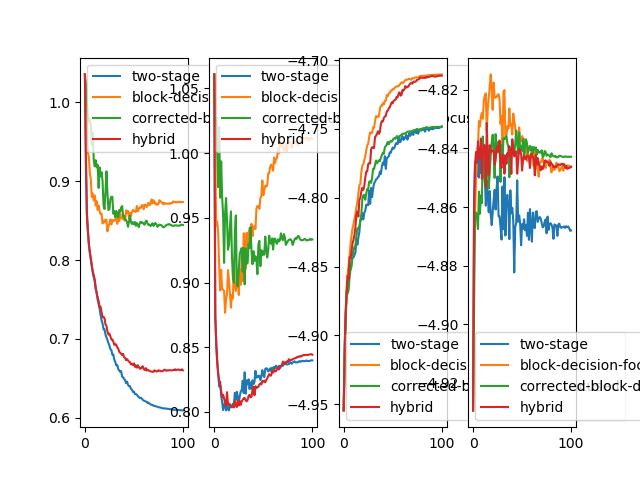 1.0
0.9
0.8
0.7
0.6
0
100
two-stage
block-decis
corrected-b
hybrid
1.05
1.00
0.95
0.90
0.85
0.80
0
100
two-stage
block-decis
corrected-b
hybrid
−4.70
−4.75
−4.80
−4.85
−4.90
−4.95
0
100
two-stage
block-decision-foc
corrected-b
hybrid
−4.82
−4.84
−4.86
−4.88
−4.90
−4.92
0
100
two-stage
block-decision-foc
corrected-block-d
hybrid